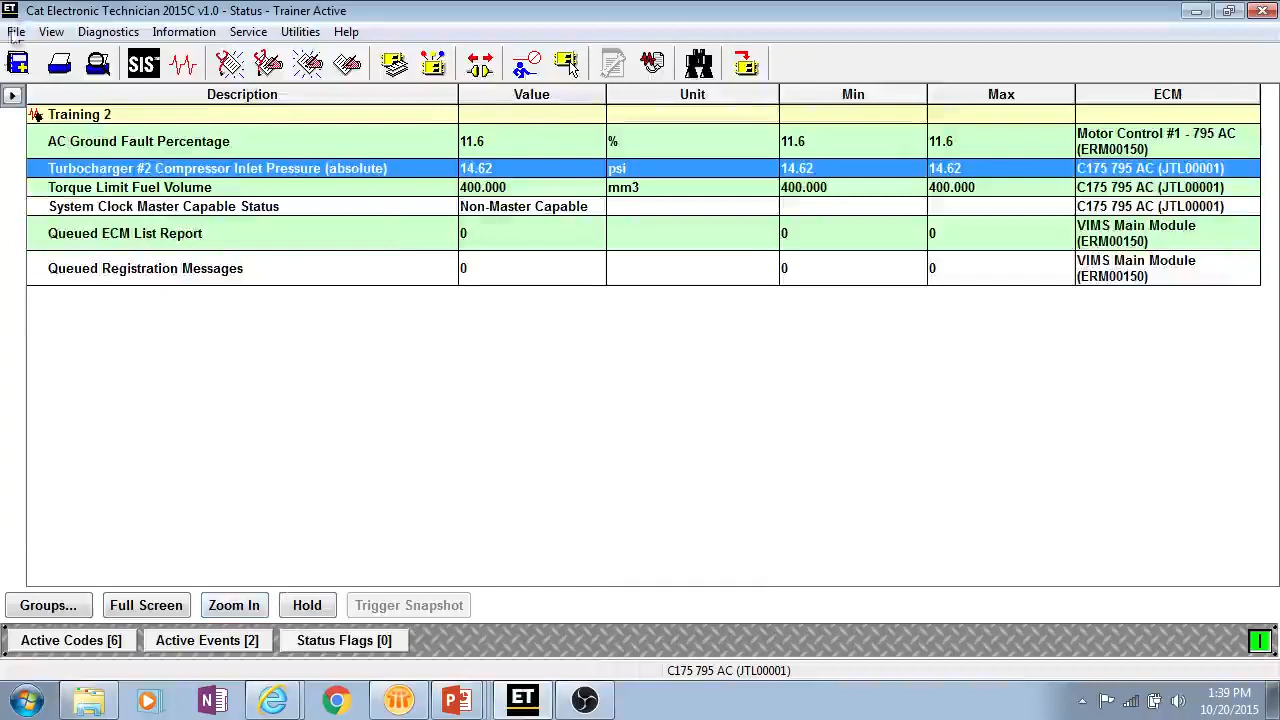 ET Cat Electronic Technician 2015C v1.0 - Status - Trainer Active
File View Diagnostics Information Service Utilities Help
SIS
Description Value Unit Min Max ECM
Training 2
AC Ground Fault Percentage 11.6 % 11.6 11.6 Motor Control #1 - 795 AC (ERM00150)
Turbocharger #2 Compressor Inlet Pressure (absolute) 14.62 psi 14.62 14.62 C175 795 AC (JTL00001)
Torque Limit Fuel Volume 400.000 mm3 400.000 400.000 C175 795 AC (JTL00001)
System Clock Master Capable Status Non-Master Capable C175 795 AC (JTL00001)
Queued ECM List Report 0 0 0 VIMS Main Module (ERM00150)
Queued Registration Messages 0 0 0 VIMS Main Module (ERM00150)
Groups... Full Screen Zoom In Hold Trigger Snapshot
Active Codes [6] Active Events [2] Status Flags [0]
C175 795 AC (JTL00001)
ET
1:39 PM
10/20/2015